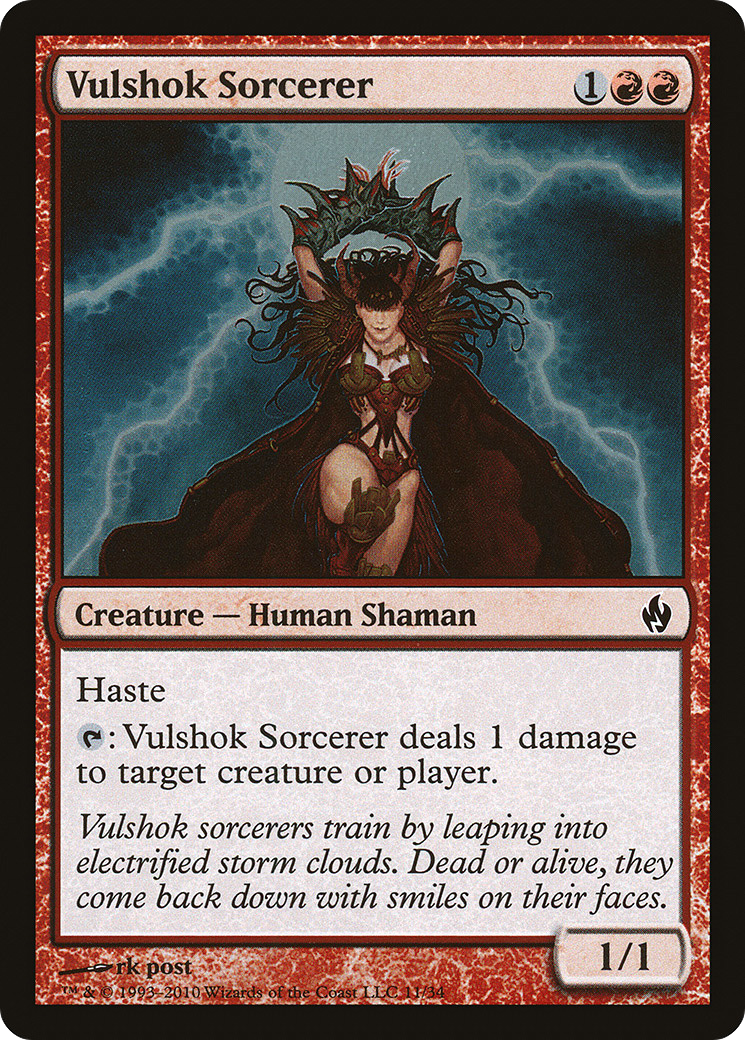 Vulshok Sorcerer 1
Creature — Human Shaman
Haste
: Vulshok Sorcerer deals 1 damage
to target creature or player.
Vulshok sorcerers train by leaping into
electrified storm clouds. Dead or alive, they
come back down with smiles on their faces.
1/1
rk post
™ & © 1993–2010 Wizards of the Coast LLC 11/34